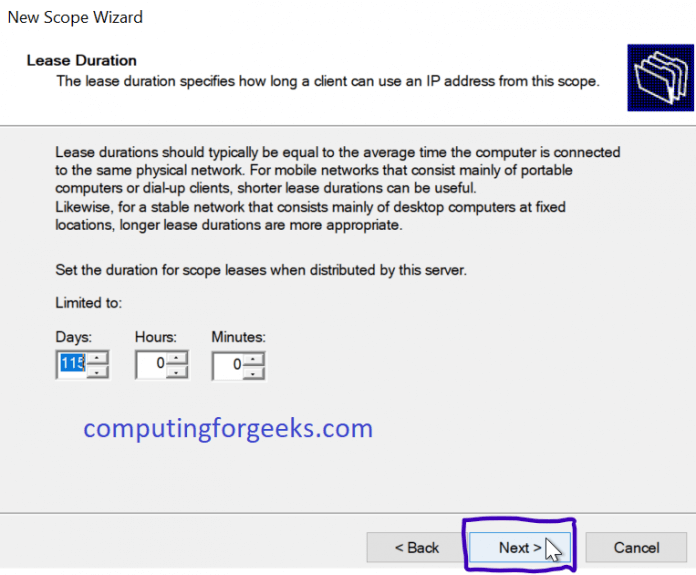 New Scope Wizard
Lease Duration
The lease duration specifies how long a client can use an IP address from this scope.
Lease durations should typically be equal to the average time the computer is connected
to the same physical network. For mobile networks that consist mainly of portable
computers or dial-up clients, shorter lease durations can be useful.
Likewise, for a stable network that consists mainly of desktop computers at fixed
locations, longer lease durations are more appropriate.
Set the duration for scope leases when distributed by this server.
Limited to:
Days: Hours: Minutes:
115 0 0
computingforgeeks.com
< Back Next > Cancel